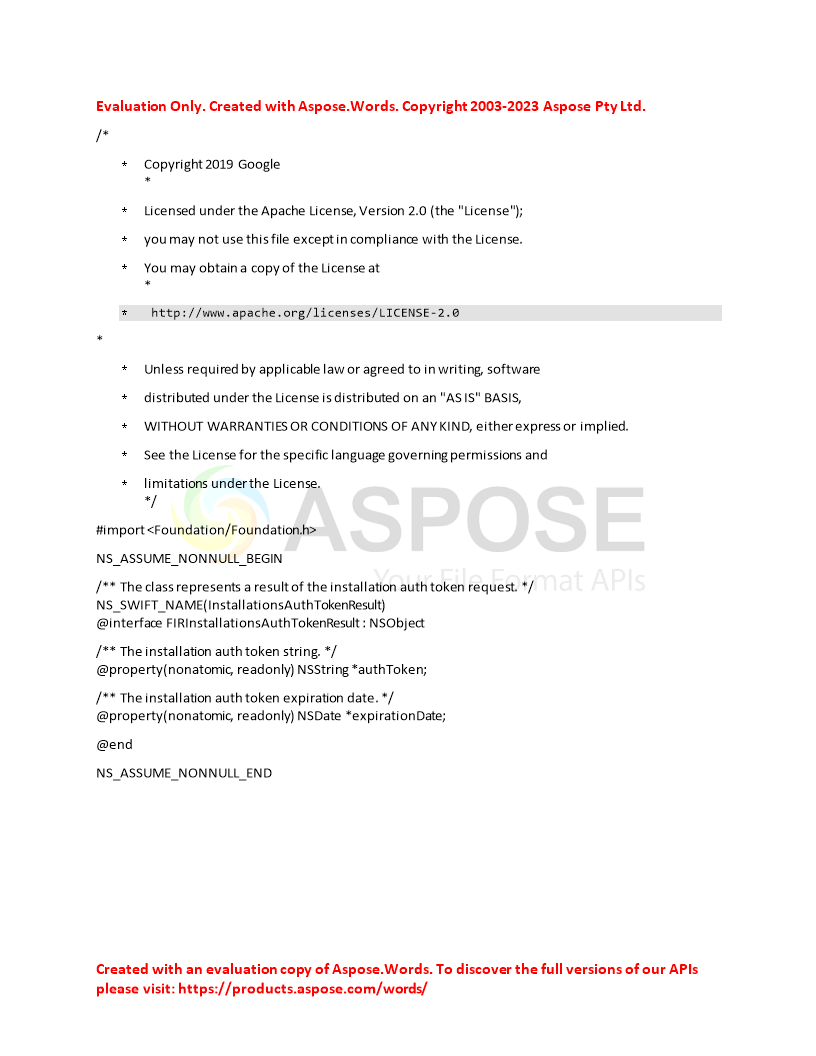 Evaluation Only. Created with Aspose.Words. Copyright 2003-2023 Aspose Pty Ltd.
/*
* Copyright 2019 Google
*
* Licensed under the Apache License, Version 2.0 (the "License");
* you may not use this file except in compliance with the License.
* You may obtain a copy of the License at
*
* http://www.apache.org/licenses/LICENSE-2.0
*
* Unless required by applicable law or agreed to in writing, software
* distributed under the License is distributed on an "AS IS" BASIS,
* WITHOUT WARRANTIES OR CONDITIONS OF ANY KIND, either express or implied.
* See the License for the specific language governing permissions and
* limitations under the License.
*/
ASPOSE
#import <Foundation/Foundation.h>
NS_ASSUME_NONNULL_BEGIN
Your File Format APIs
/** The class represents a result of the installation auth token request. */
NS_SWIFT_NAME(InstallationsAuthTokenResult)
@interface FIRInstallationsAuthTokenResult : NSObject
/** The installation auth token string. */
@property(nonatomic, readonly) NSString *authToken;
/** The installation auth token expiration date. */
@property(nonatomic, readonly) NSDate *expirationDate;
@end
NS_ASSUME_NONNULL_END
Created with an evaluation copy of Aspose.Words. To discover the full versions of our APIs
please visit: https://products.aspose.com/words/